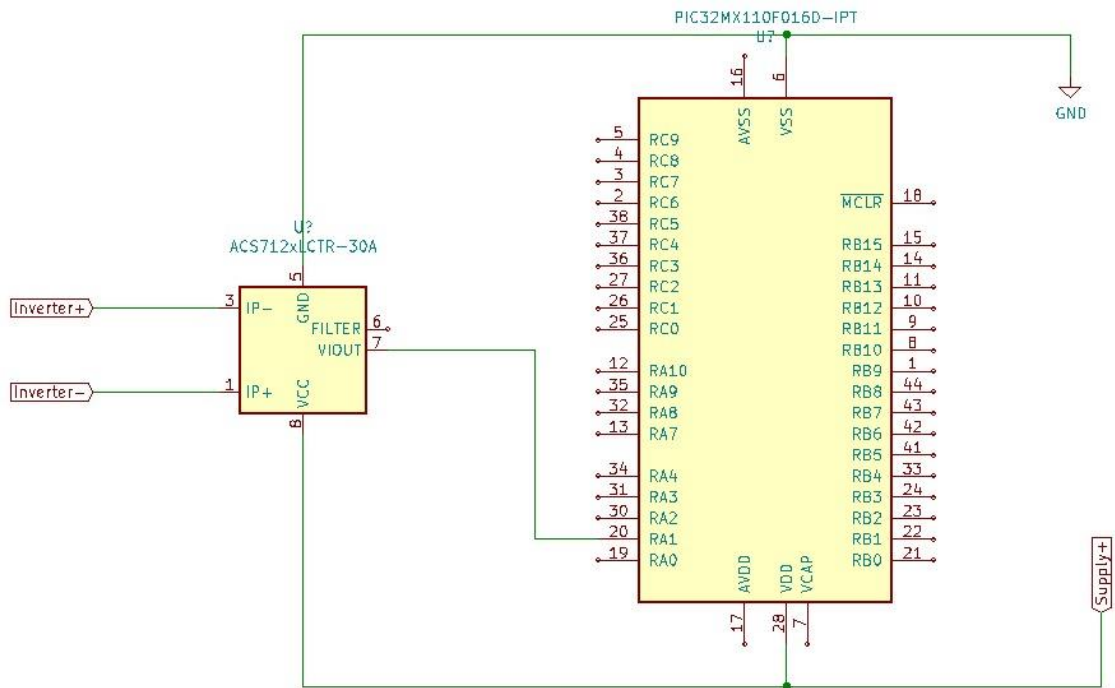 PIC32MX110F016D-IPT
U?
16
6
GND
AVSS
VSS
5 RC9
4 RC8
3 RC7
2 RC6
38 RC5
37 RC4
36 RC3
27 RC2
26 RC1
25 RC0
12 RA10
35 RA9
32 RA8
13 RA7
34 RA4
31 RA3
30 RA2
20 RA1
19 RA0
MCLR 18
RB15 15
RB14 14
RB13 11
RB12 10
RB11 9
RB10 8
RB9 1
RB8 44
RB7 43
RB6 42
RB5 41
RB4 33
RB3 24
RB2 23
RB1 22
RB0 21
AVDD
VDD
VCAP
17
28
7
U?
ACS712xLCTR-30A
5
GND
Inverter+
3 IP-
FILTER 6
VIOUT 7
Inverter-
1 IP+
VCC
8
Supply+